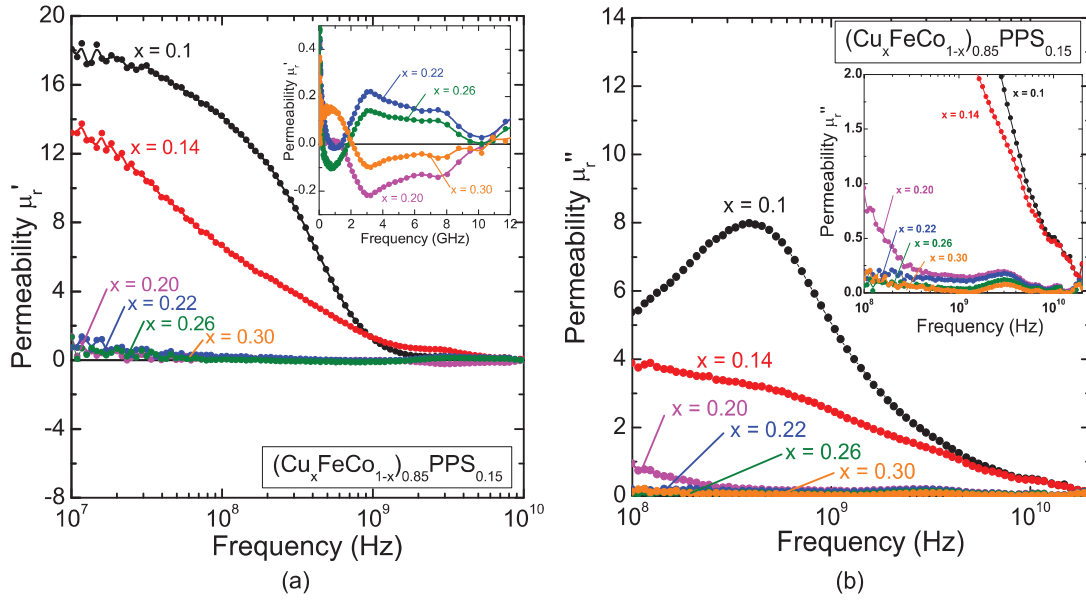 20
16
12
8
4
0
-4
-8
Permeability μr'
x = 0.1
x = 0.14
x = 0.20
x = 0.22
x = 0.26
x = 0.30
(CuxFeCo1-x)0.85PPS0.15
10^7
10^8
10^9
10^10
Frequency (Hz)
(a)
0.4
0.2
0.0
-0.2
Permeability μr'
x = 0.22
x = 0.26
x = 0.30
x = 0.20
0 2 4 6 8 10 12
Frequency (GHz)
14
12
10
8
6
4
2
0
Permeability μr''
(CuxFeCo1-x)0.85PPS0.15
x = 0.1
x = 0.14
x = 0.20
x = 0.22
x = 0.26
x = 0.30
10^8
10^9
10^10
Frequency (Hz)
(b)
2.0
1.5
1.0
0.5
0.0
Permeability μr''
x = 0.1
x = 0.14
x = 0.20
x = 0.22
x = 0.26
x = 0.30
10^8
10^9
10^10
Frequency (Hz)